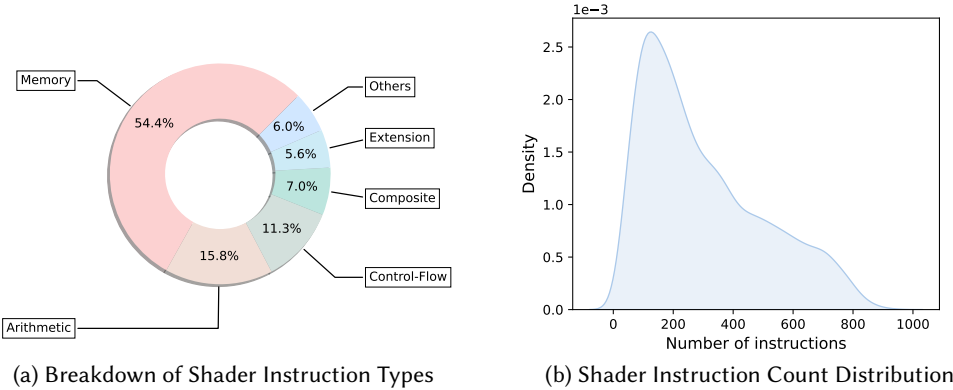 Memory
54.4%
Others
6.0%
Extension
5.6%
Composite
7.0%
Control-Flow
11.3%
Arithmetic
15.8%
(a) Breakdown of Shader Instruction Types
1e−3
2.5
2.0
1.5
1.0
0.5
0.0
Density
0 200 400 600 800 1000
Number of instructions
(b) Shader Instruction Count Distribution